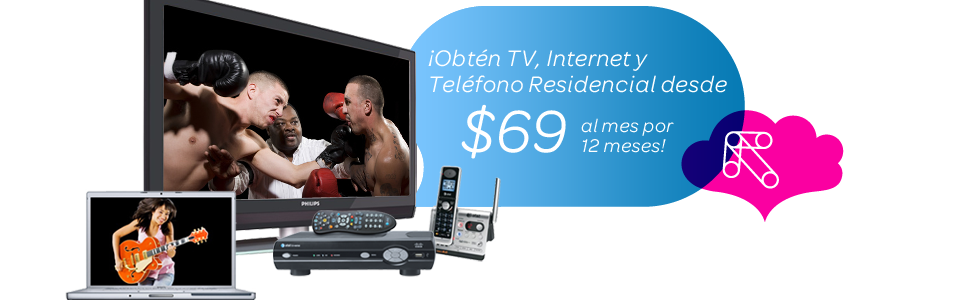 ¡Obtén TV, Internet y
Teléfono Residencial desde
$69
al mes por
12 meses!
PHILIPS